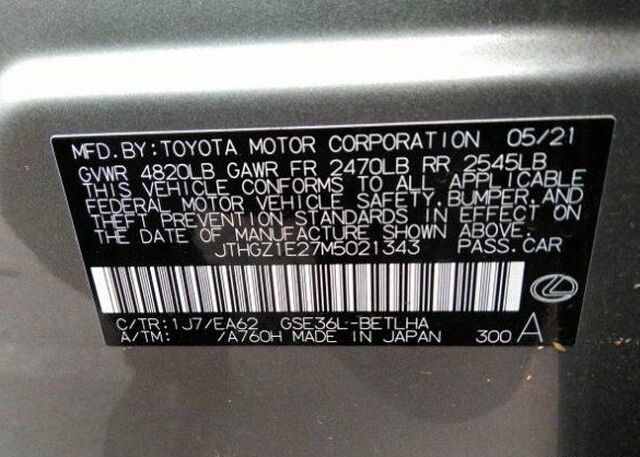 MFD. BY: TOYOTA MOTOR CORPORATION 05/21
GVWR 4820LB GAWR FR 2470LB RR 2545LB
THIS VEHICLE CONFORMS TO ALL APPLICABLE
FEDERAL MOTOR VEHICLE SAFETY, BUMPER, AND
THEFT PREVENTION STANDARDS IN EFFECT ON
THE DATE OF MANUFACTURE SHOWN ABOVE.
JTHGZ1E27M5021343 PASS. CAR
C/TR: 1J7/EA62 GSE36L-BETLHA
A/TM: /A760H MADE IN JAPAN 300 A